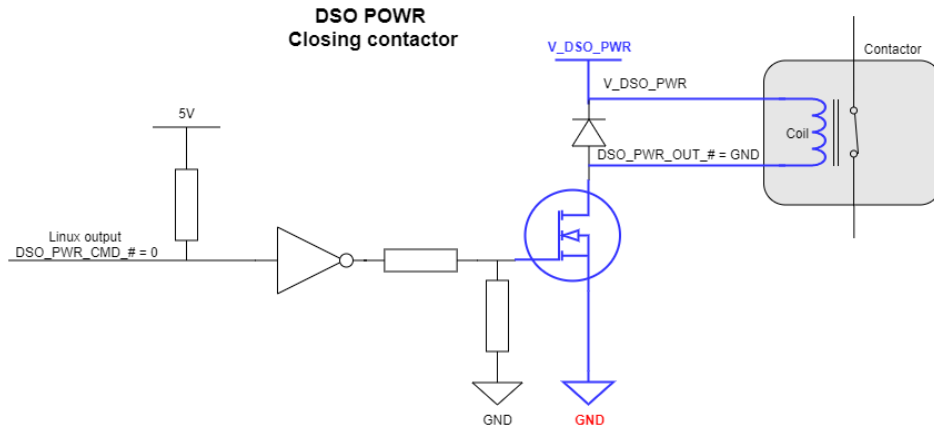 DSO POWR
Closing contactor
V_DSO_PWR
Contactor
V_DSO_PWR
5V
Coil
DSO_PWR_OUT_# = GND
Linux output
DSO_PWR_CMD_# = 0
GND
GND